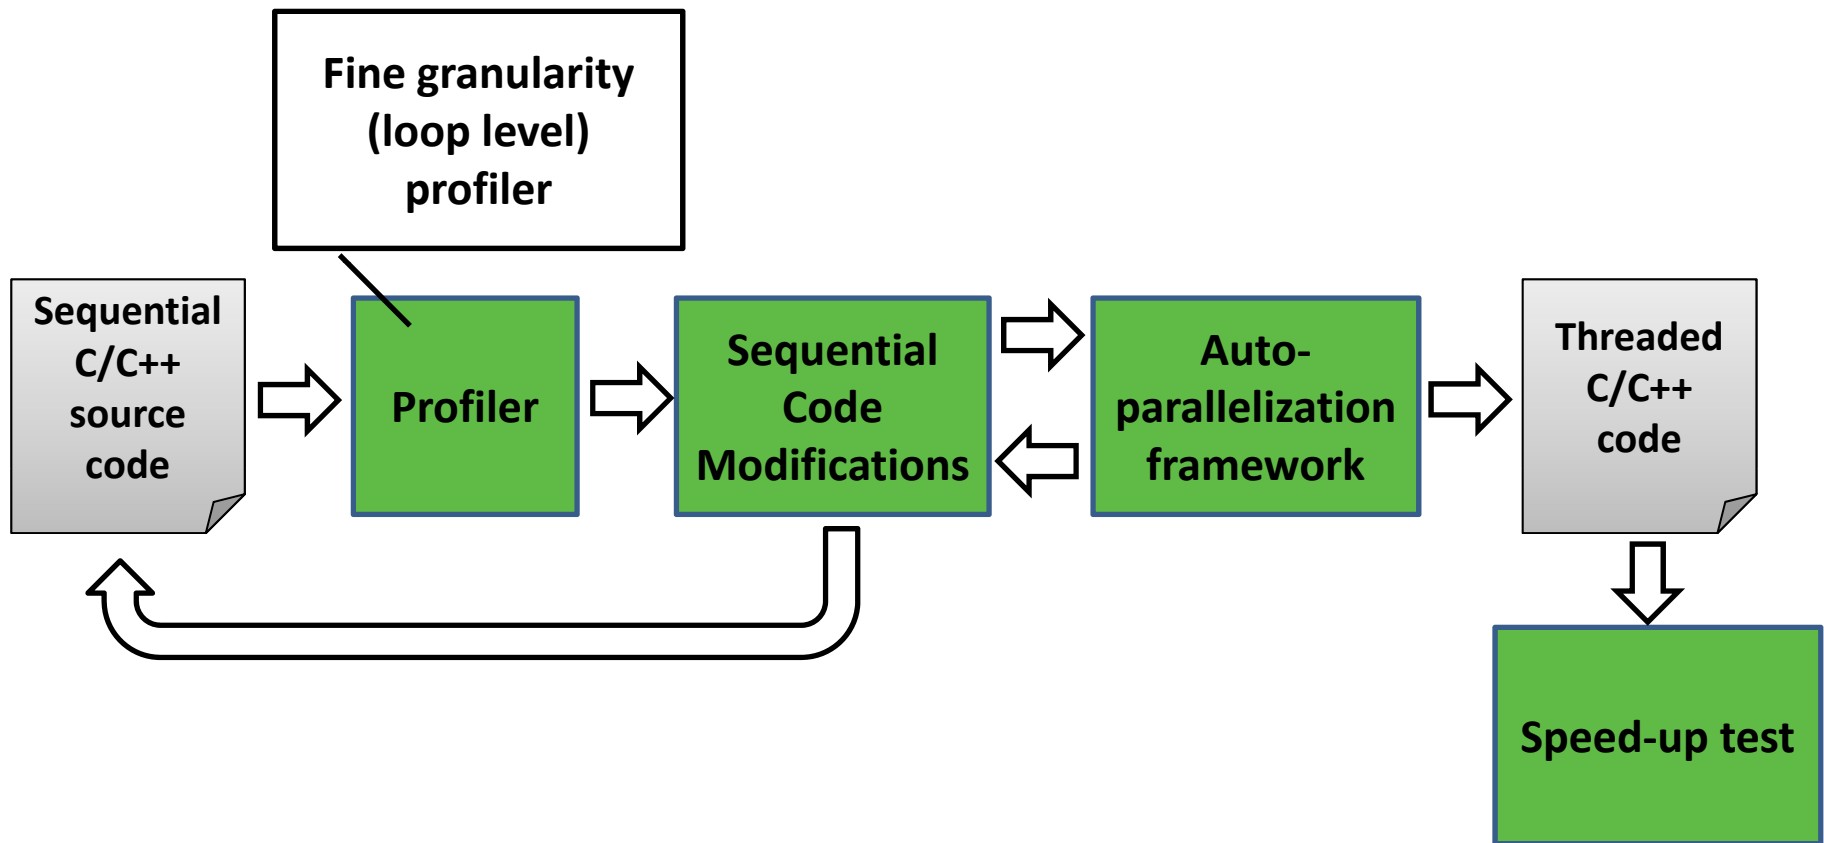 Fine granularity
(loop level)
profiler
Sequential
C/C++
source
code
Profiler
Sequential
Code
Modifications
Auto-
parallelization
framework
Threaded
C/C++
code
Speed-up test